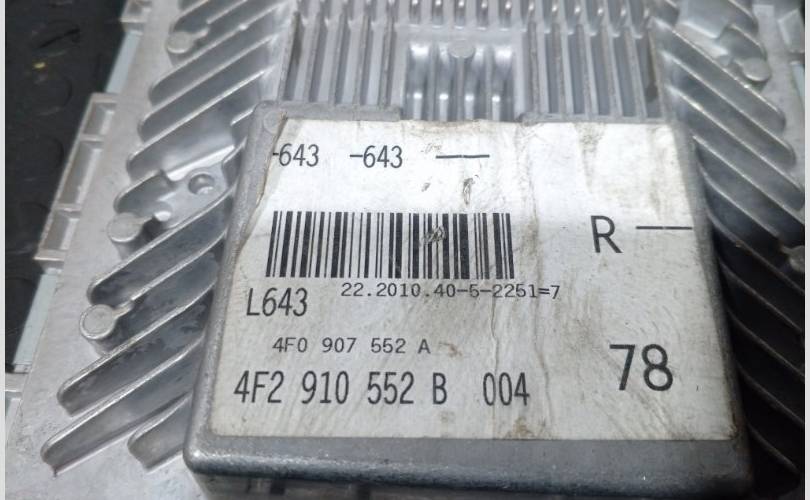 -643 -643 —
R —
22.2010.40-5-2251=7
L643
4F0 907 552 A
78
4F2 910 552 B 004